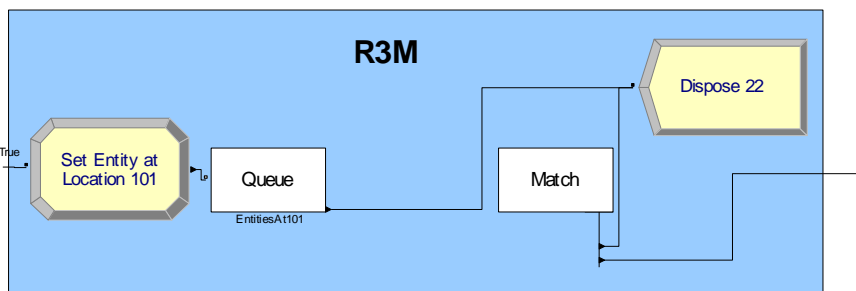 R3M
Dispose 22
True
Set Entity at
Location 101
Queue
Match
EntitiesAt101